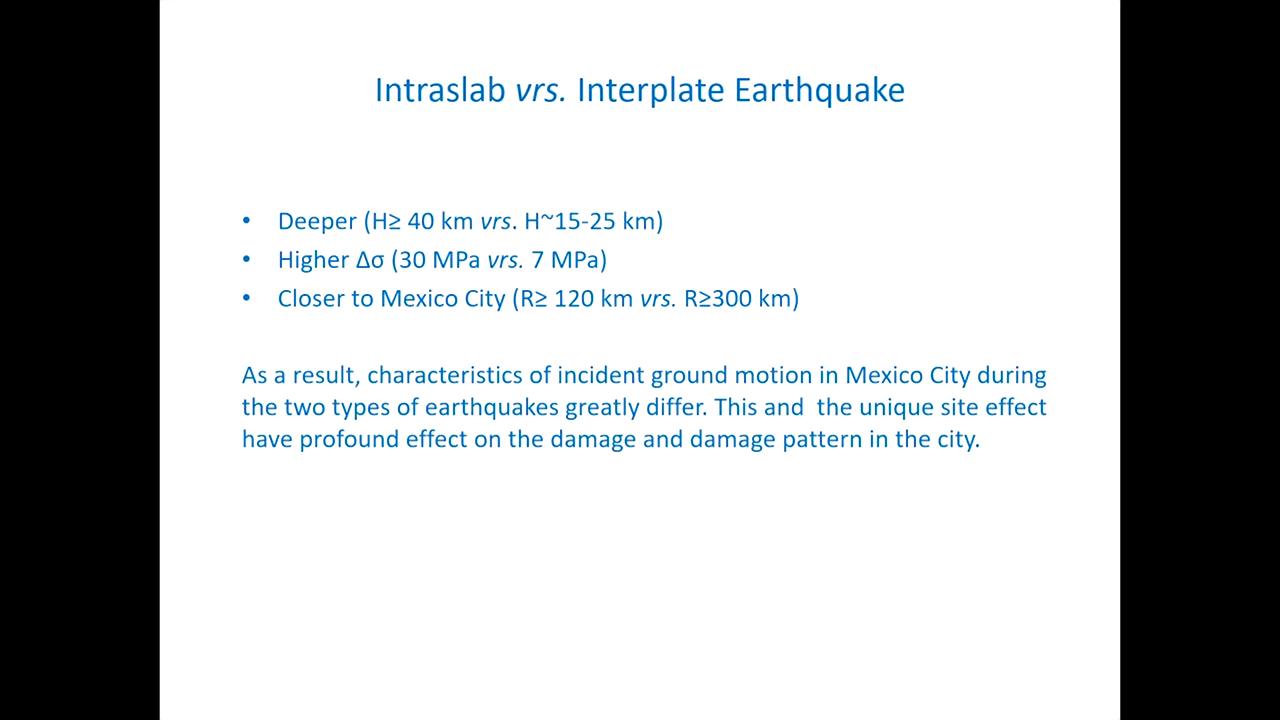 Intraslab vrs. Interplate Earthquake
• Deeper (H≥ 40 km vrs. H~15-25 km)
• Higher Δσ (30 MPa vrs. 7 MPa)
• Closer to Mexico City (R≥ 120 km vrs. R≥300 km)
As a result, characteristics of incident ground motion in Mexico City during
the two types of earthquakes greatly differ. This and  the unique site effect
have profound effect on the damage and damage pattern in the city.